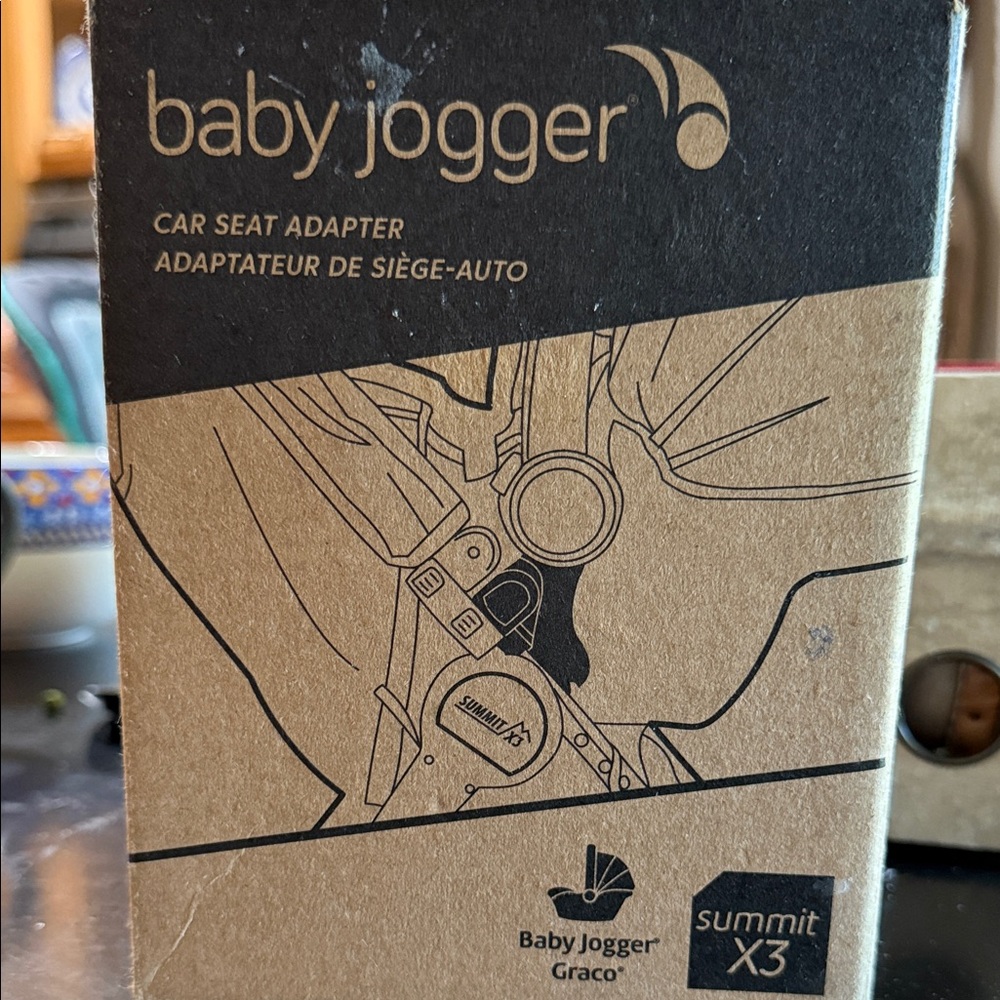 baby jogger®
CAR SEAT ADAPTER
ADAPTATEUR DE SIÈGE-AUTO
SUMMIT X3
Baby Jogger®
Graco®
summit
X3